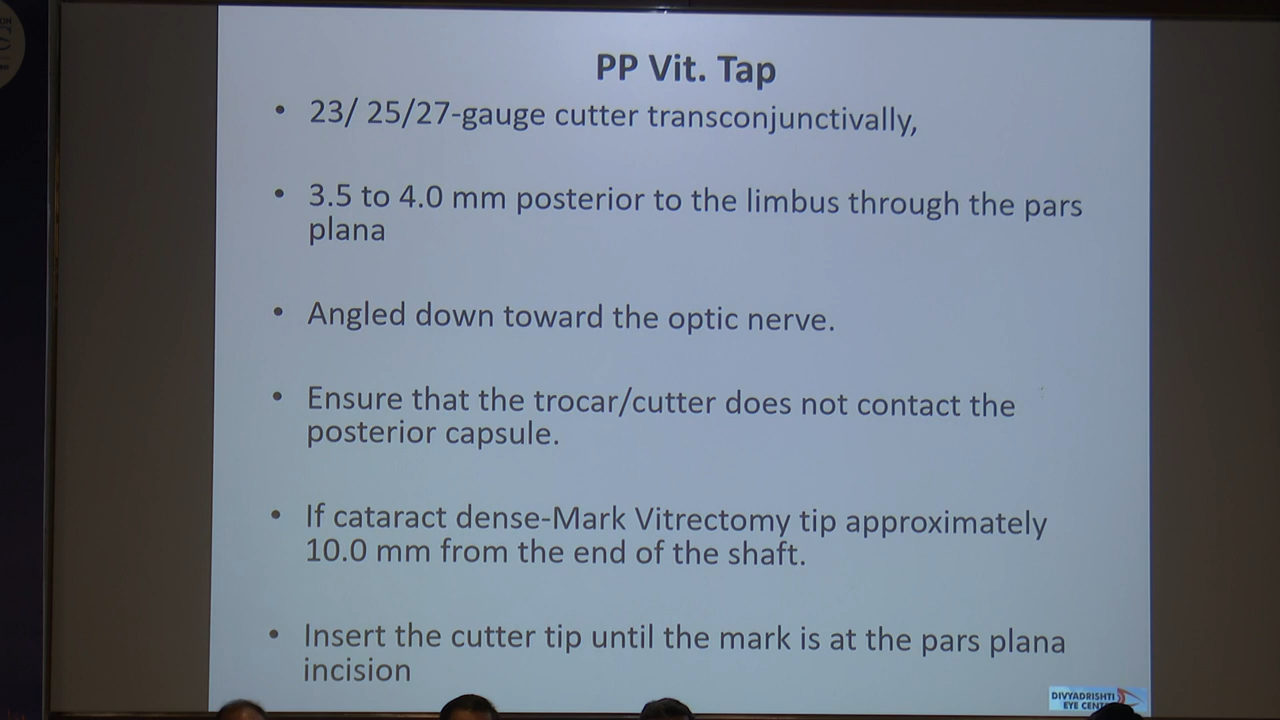 PP Vit. Tap
• 23/ 25/27-gauge cutter transconjunctivally,
• 3.5 to 4.0 mm posterior to the limbus through the pars
plana
• Angled down toward the optic nerve.
• Ensure that the trocar/cutter does not contact the
posterior capsule.
• If cataract dense-Mark Vitrectomy tip approximately
10.0 mm from the end of the shaft.
• Insert the cutter tip until the mark is at the pars plana
incision
DIVYADRISHTI
EYE